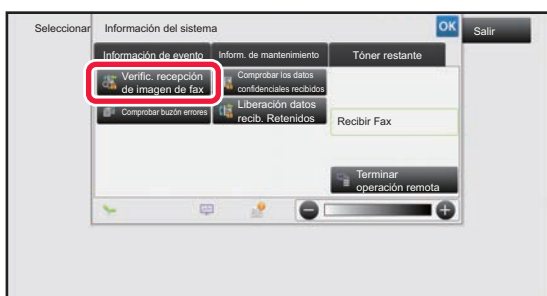 Seleccionar
Información del sistema
OK
Salir
Información de evento
Inform. de mantenimiento
Tóner restante
Verific. recepción
de imagen de fax
Comprobar los datos
confidenciales recibidos
Comprobar buzón errores
Liberación datos
recib. Retenidos
Recibir Fax
Terminar
operación remota